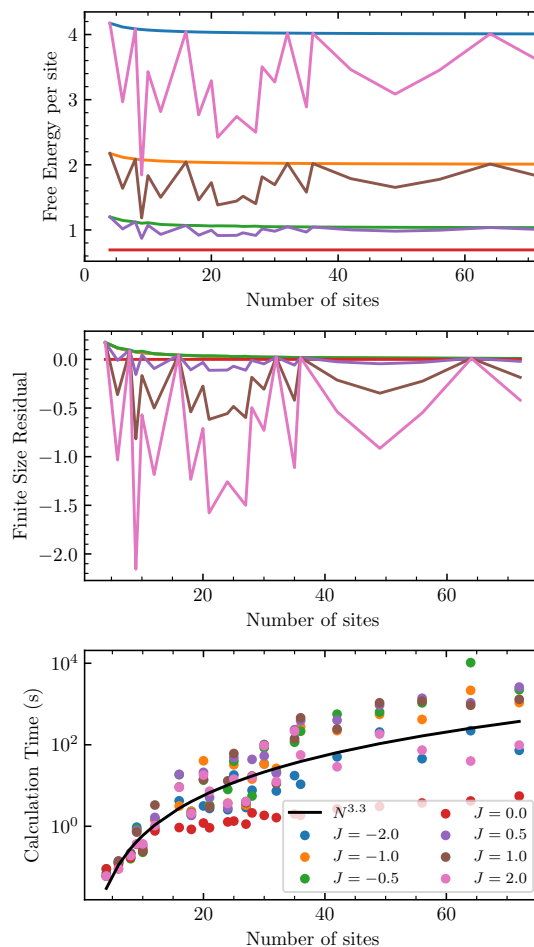 4
3
2
1
Free Energy per site
0 20 40 60
Number of sites
0.0
−0.5
−1.0
−1.5
−2.0
Finite Size Residual
20 40 60
Number of sites
10^4
10^2
10^0
Calculation Time (s)
N^3.3
J = −2.0
J = −1.0
J = −0.5
J = 0.0
J = 0.5
J = 1.0
J = 2.0
20 40 60
Number of sites